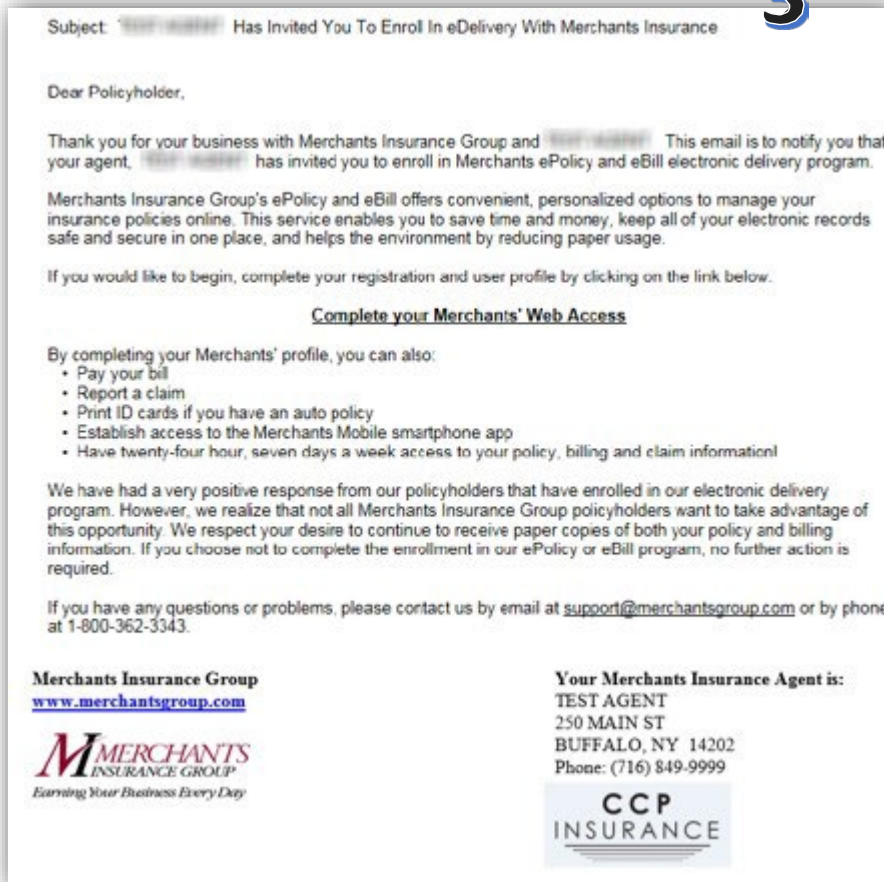 3
Subject: Has Invited You To Enroll In eDelivery With Merchants Insurance
Dear Policyholder,
Thank you for your business with Merchants Insurance Group and This email is to notify you that
your agent, has invited you to enroll in Merchants ePolicy and eBill electronic delivery program.
Merchants Insurance Group's ePolicy and eBill offers convenient, personalized options to manage your
insurance policies online. This service enables you to save time and money, keep all of your electronic records
safe and secure in one place, and helps the environment by reducing paper usage.
If you would like to begin, complete your registration and user profile by clicking on the link below.
Complete your Merchants' Web Access
By completing your Merchants' profile, you can also:
• Pay your bill
• Report a claim
• Print ID cards if you have an auto policy
• Establish access to the Merchants Mobile smartphone app
• Have twenty-four hour, seven days a week access to your policy, billing and claim information!
We have had a very positive response from our policyholders that have enrolled in our electronic delivery
program. However, we realize that not all Merchants Insurance Group policyholders want to take advantage of
this opportunity. We respect your desire to continue to receive paper copies of both your policy and billing
information. If you choose not to complete the enrollment in our ePolicy or eBill program, no further action is
required.
If you have any questions or problems, please contact us by email at support@merchantsgroup.com or by phone
at 1-800-362-3343.
Merchants Insurance Group
www.merchantsgroup.com
M MERCHANTS
INSURANCE GROUP
Earning Your Business Every Day
Your Merchants Insurance Agent is:
TEST AGENT
250 MAIN ST
BUFFALO, NY 14202
Phone: (716) 849-9999
CCP
INSURANCE